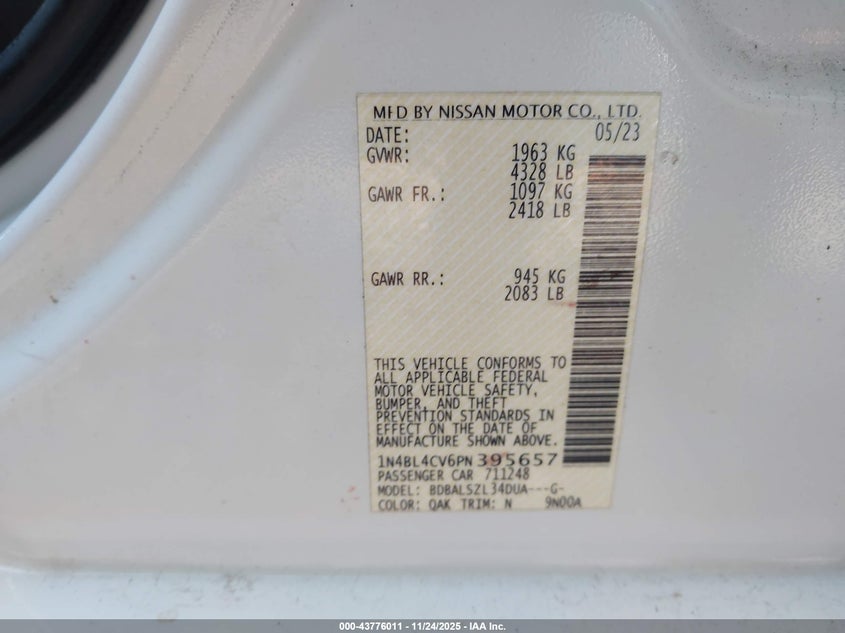 MFD BY NISSAN MOTOR CO., LTD.
DATE: 05/23
GVWR: 1963 KG
4328 LB
GAWR FR.: 1097 KG
2418 LB
GAWR RR.: 945 KG
2083 LB
THIS VEHICLE CONFORMS TO
ALL APPLICABLE FEDERAL
MOTOR VEHICLE SAFETY,
BUMPER, AND THEFT
PREVENTION STANDARDS IN
EFFECT ON THE DATE OF
MANUFACTURE SHOWN ABOVE.
1N4BL4CV6PN395657
PASSENGER CAR 711248
MODEL: BDBALSZL34DUA---G-
COLOR: QAK TRIM: N 9N00A
000-43776011 - 11/24/2025 - IAA Inc.